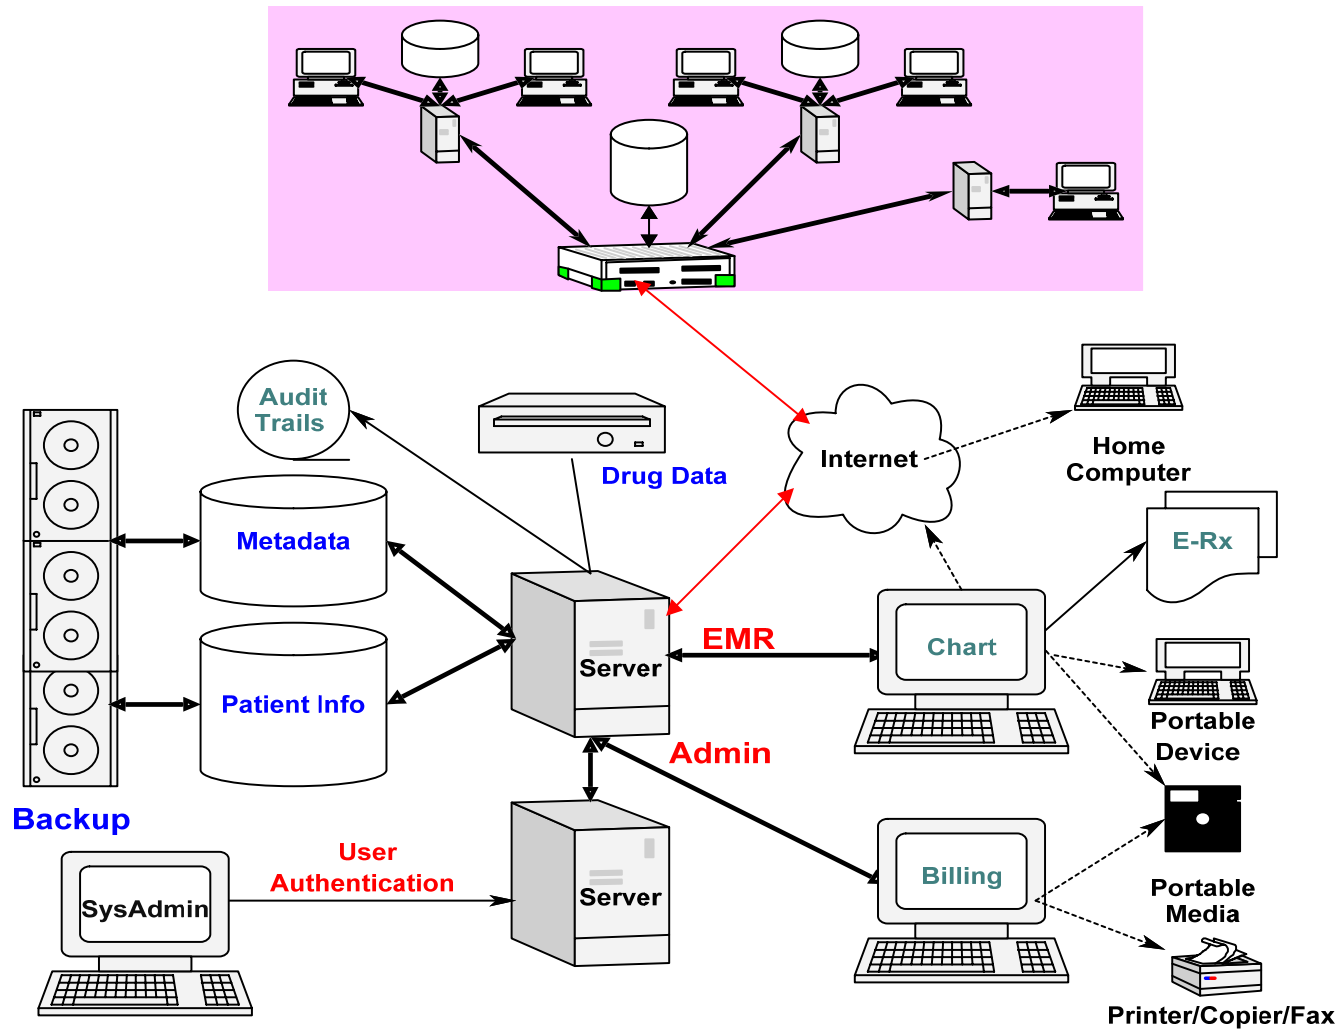 Audit
Trails
Drug Data
Internet
Home
Computer
Metadata
E-Rx
EMR
Chart
Server
Patient Info
Portable
Device
Admin
Backup
User
Authentication
SysAdmin
Server
Billing
Portable
Media
Printer/Copier/Fax